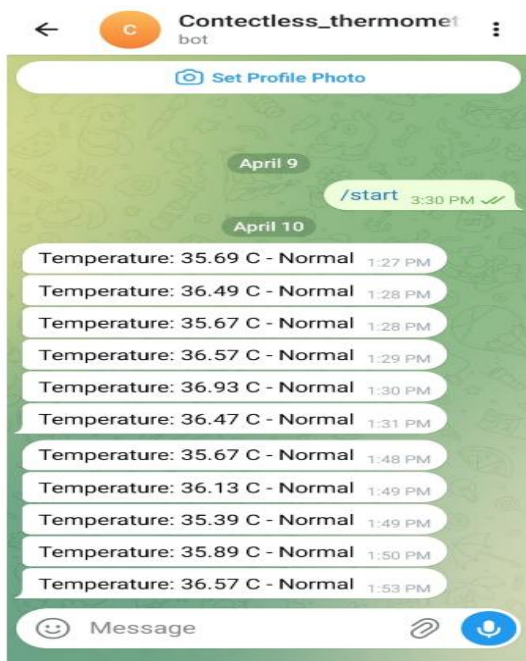 Contectless_thermomet
C
bot
Set Profile Photo
April 9
/start 3:30 PM
April 10
Temperature: 35.69 C - Normal 1:27 PM
Temperature: 36.49 C - Normal 1:28 PM
Temperature: 35.67 C - Normal 1:28 PM
Temperature: 36.57 C - Normal 1:29 PM
Temperature: 36.93 C - Normal 1:30 PM
Temperature: 36.47 C - Normal 1:31 PM
Temperature: 35.67 C - Normal 1:48 PM
Temperature: 36.13 C - Normal 1:49 PM
Temperature: 35.39 C - Normal 1:49 PM
Temperature: 35.89 C - Normal 1:50 PM
Temperature: 36.57 C - Normal 1:53 PM
Message